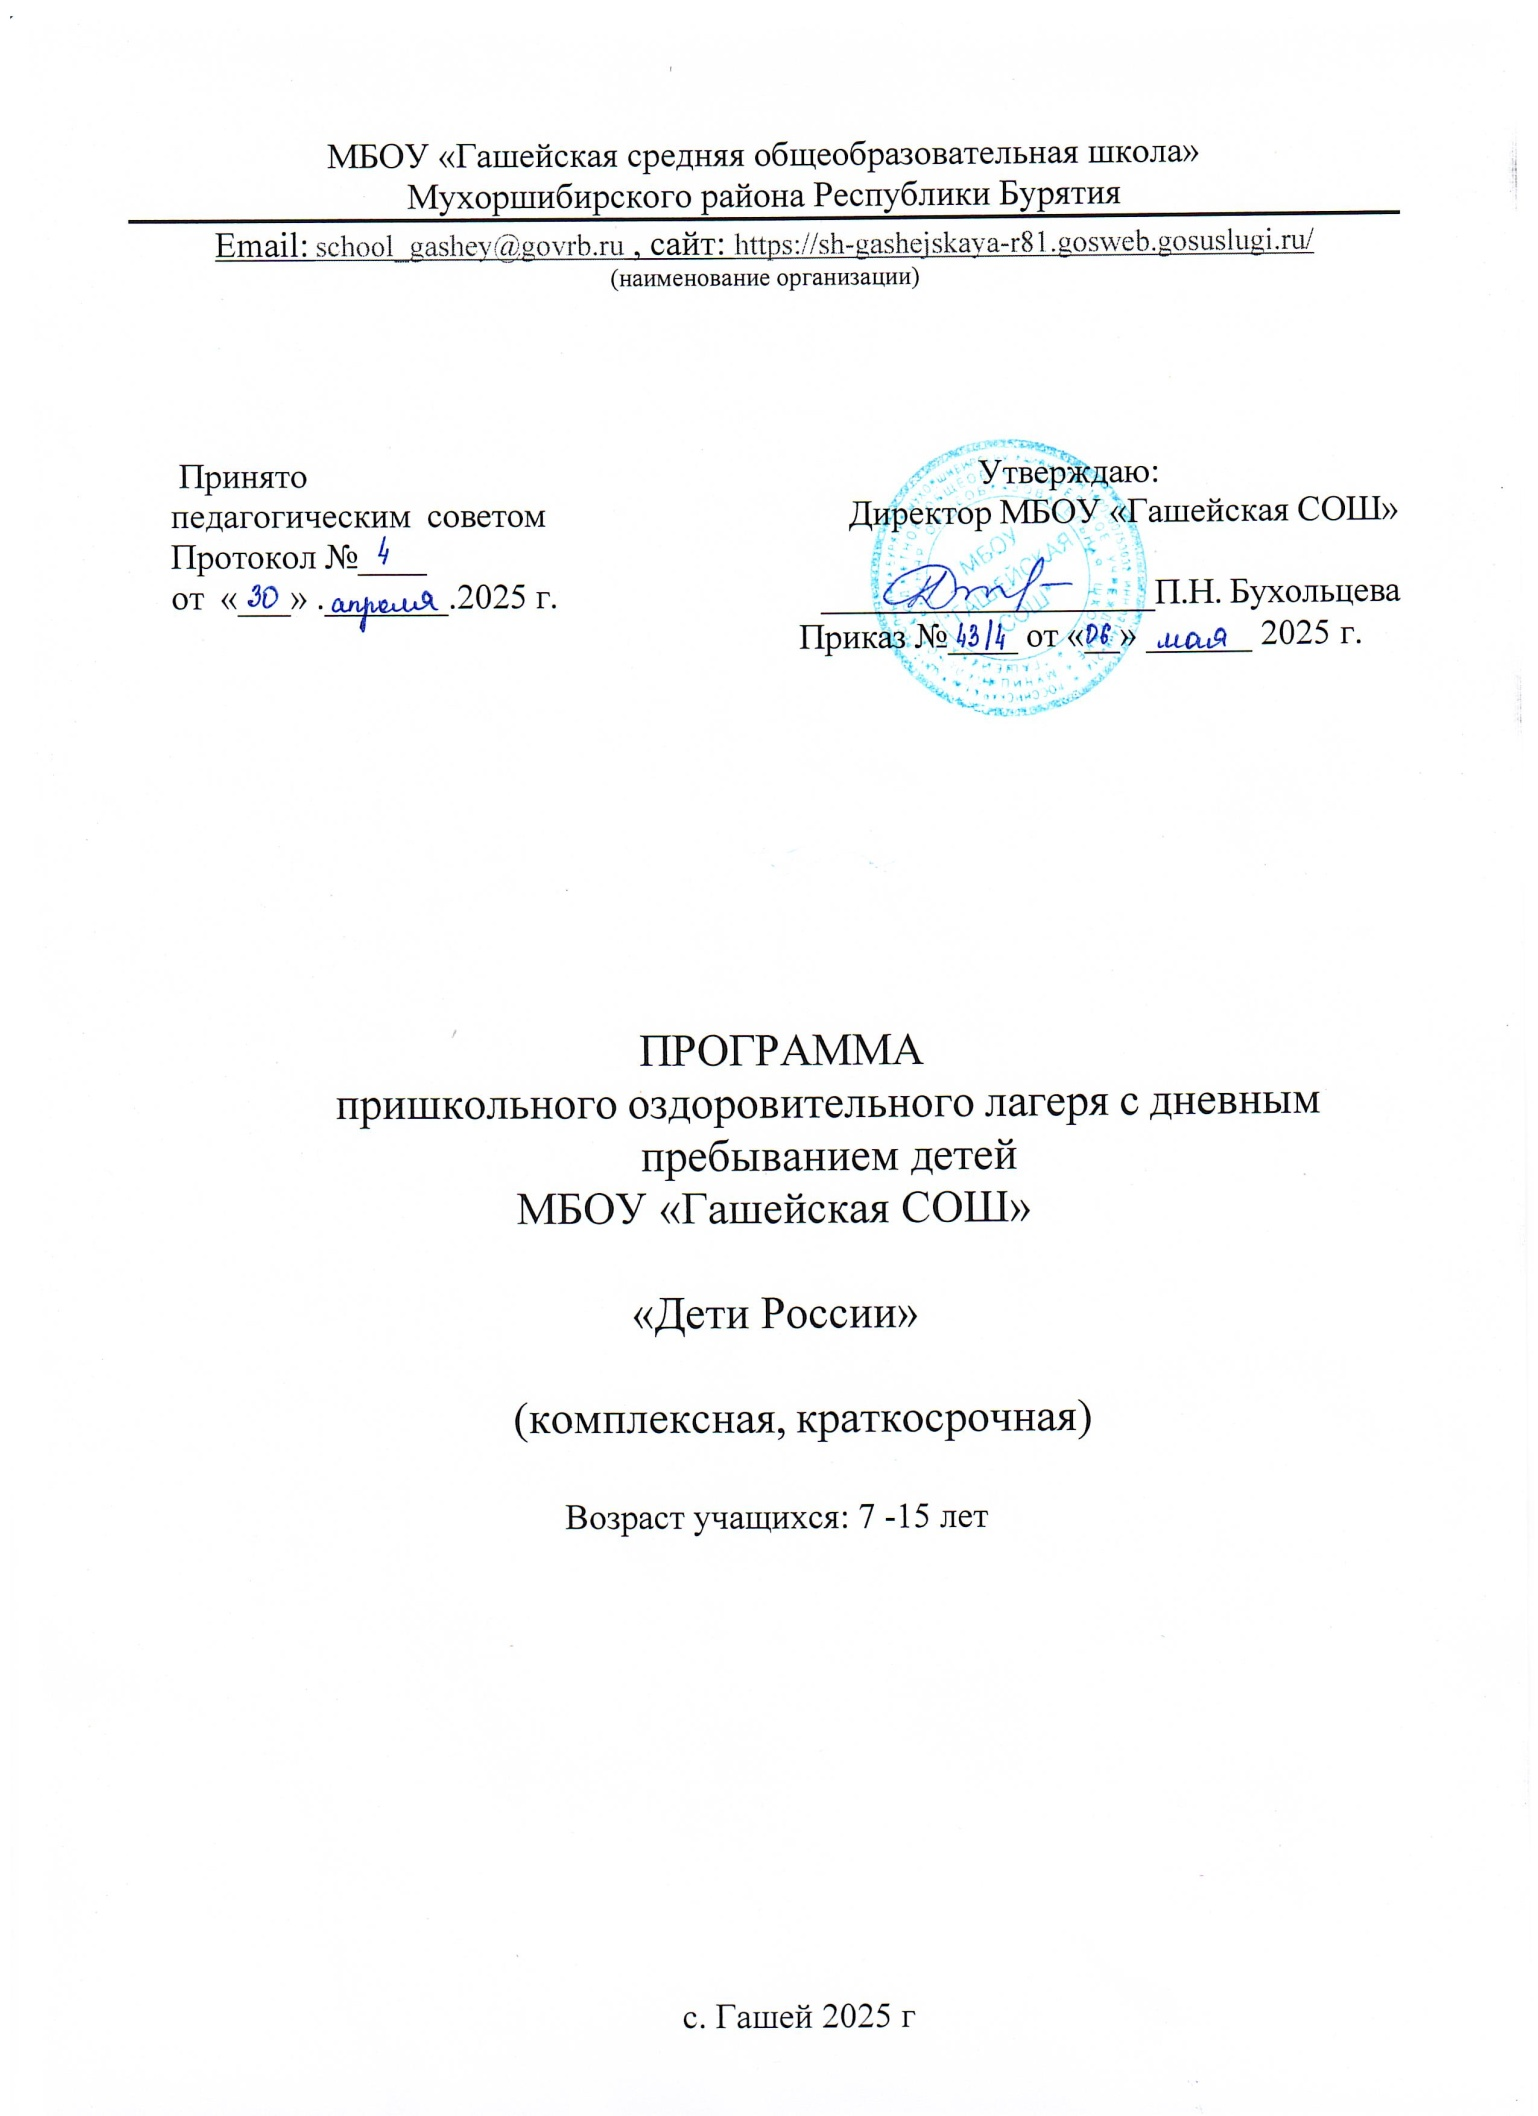 МБОУ «Гашейская средняя общеобразовательная школа»
Мухоршибирского района Республики Бурятия
Email: school_gashey@govrb.ru , сайт: https://sh-gashejskaya-r81.gosweb.gosuslugi.ru/
(наименование организации)
Принято
педагогическим советом
Протокол № 4
от «30» .апреля.2025 г.
Утверждаю:
Директор МБОУ «Гашейская СОШ»
П.Н. Бухольцева
Приказ № 43/4 от «06» мая 2025 г.
МБОУ
ГАШЕЙСКАЯ
СОШ
ПРОГРАММА
пришкольного оздоровительного лагеря с дневным
пребыванием детей
МБОУ «Гашейская СОШ»
«Дети России»
(комплексная, краткосрочная)
Возраст учащихся: 7 -15 лет
с. Гашей 2025 г